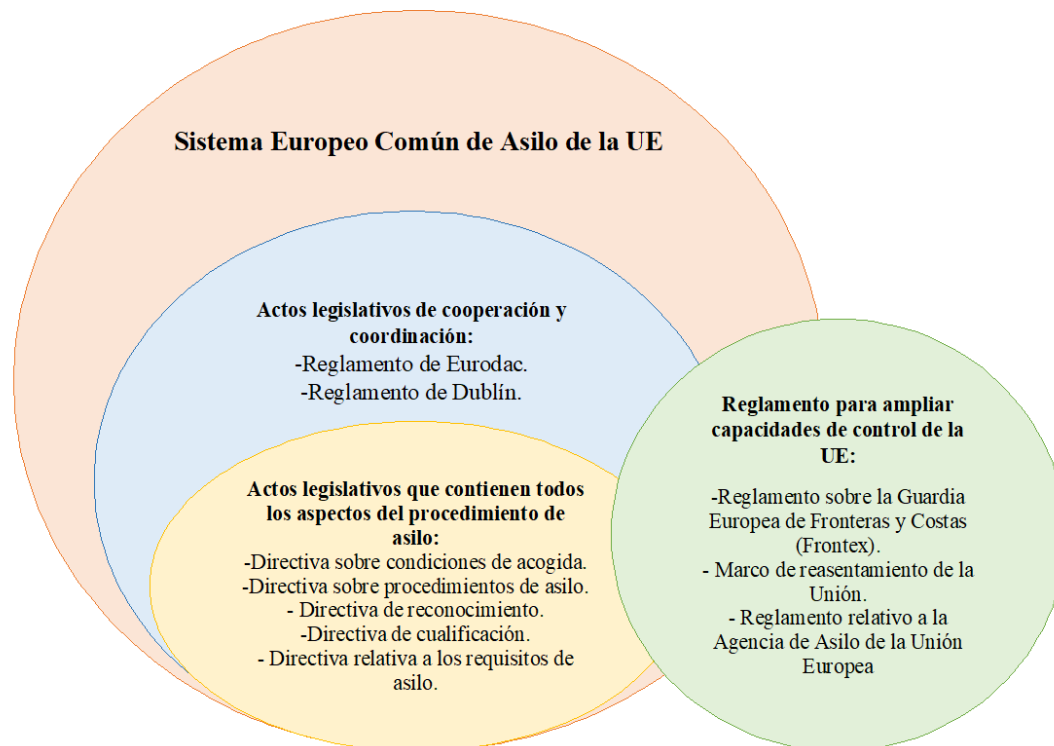 Sistema Europeo Común de Asilo de la UE
Actos legislativos de cooperación y
coordinación:
-Reglamento de Eurodac.
-Reglamento de Dublín.
Actos legislativos que contienen todos
los aspectos del procedimiento de
asilo:
-Directiva sobre condiciones de acogida.
-Directiva sobre procedimientos de asilo.
- Directiva de reconocimiento.
-Directiva de cualificación.
- Directiva relativa a los requisitos de
asilo.
Reglamento para ampliar
capacidades de control de la
UE:
-Reglamento sobre la Guardia
Europea de Fronteras y Costas
(Frontex).
- Marco de reasentamiento de la
Unión.
- Reglamento relativo a la
Agencia de Asilo de la Unión
Europea